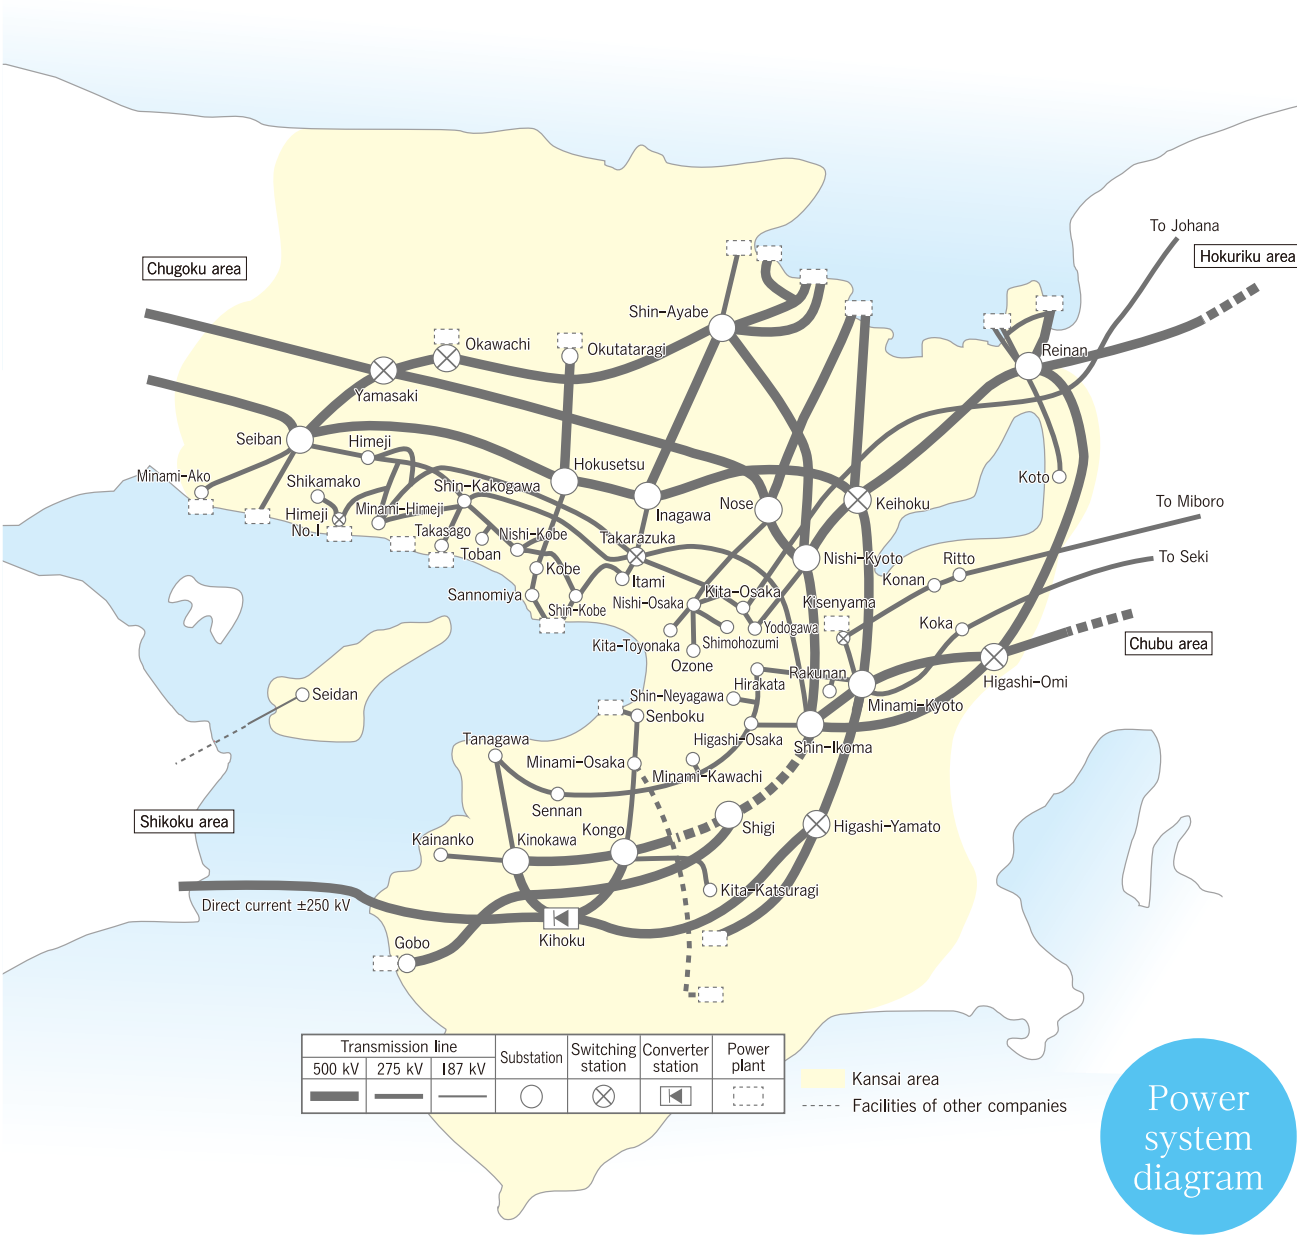 To Johana
Hokuriku area
Chugoku area
Shin-Ayabe
Okawachi
Okutataragi
Reinan
Yamasaki
Seiban
Himeji
Hokusetsu
Minami-Ako
Shikamako
Shin-Kakogawa
Koto
Nose
Keihoku
Inagawa
To Miboro
Himeji
No.1
Minami-Himeji
Takasago
Nishi-Kobe
Takarazuka
Toban
Nishi-Kyoto
Ritto
To Seki
Kobe
Itami
Konan
Sannomiya
Shin-Kobe
Nishi-Osaka
Kita-Osaka
Kisenyama
Koka
Yodogawa
Kita-Toyonaka
Shimohozumi
Chubu area
Ozone
Rakunan
Hirakata
Higashi-Omi
Seidan
Shin-Neyagawa
Minami-Kyoto
Senboku
Higashi-Osaka
Shin-Ikoma
Tanagawa
Minami-Osaka
Minami-Kawachi
Sennan
Shikoku area
Kainanko
Kinokawa
Kongo
Shigi
Higashi-Yamato
Kita-Katsuragi
Direct current ±250 kV
Kihoku
Gobo
Transmission line
500 kV
275 kV
187 kV
Substation
Switching
station
Converter
station
Power
plant
Kansai area
Facilities of other companies
Power
system
diagram